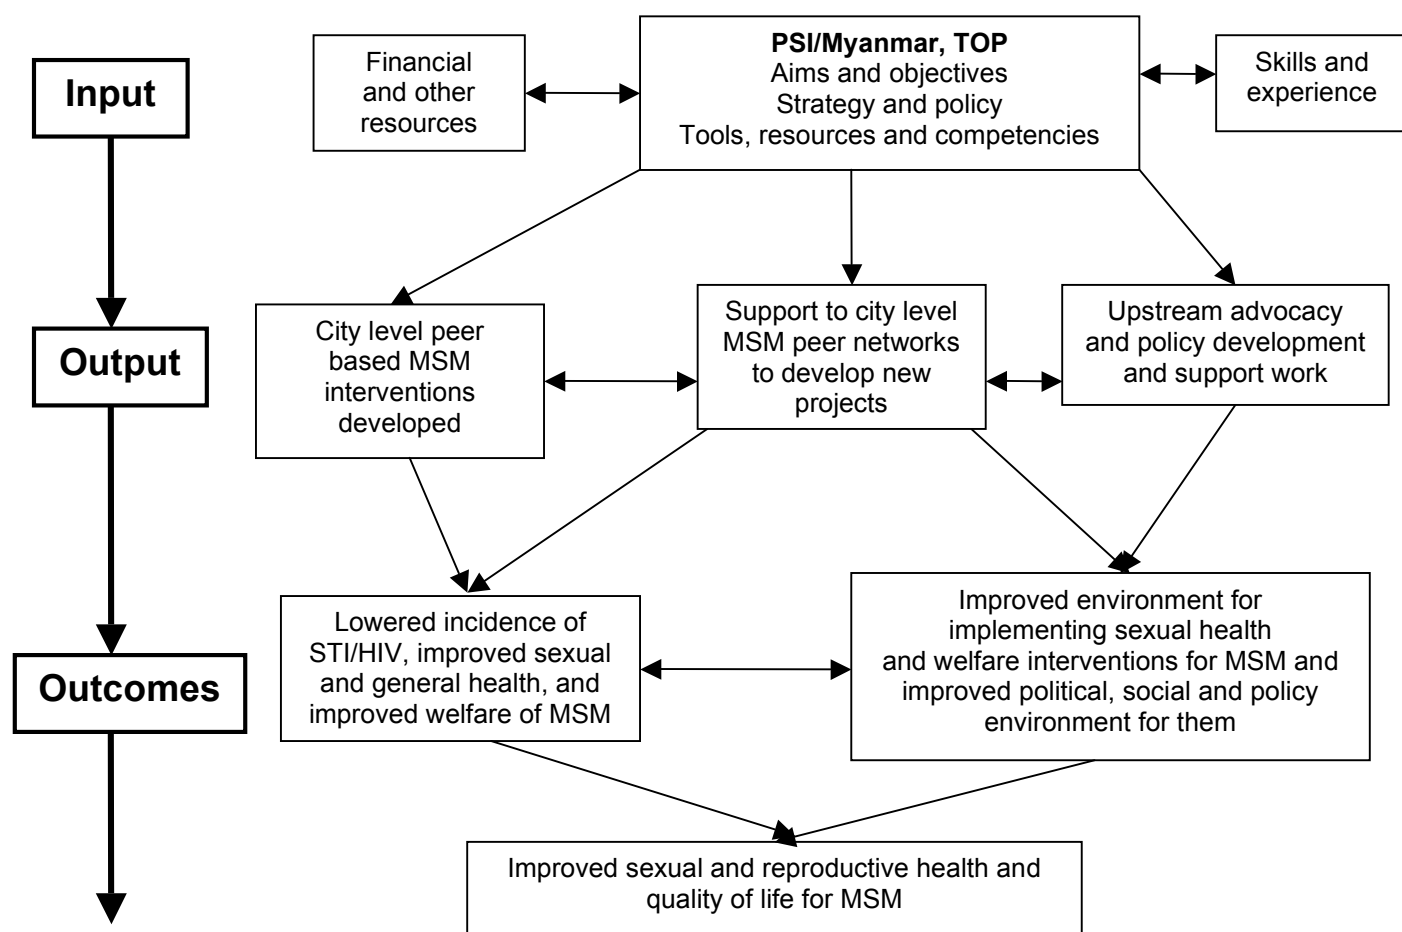 Input
Financial
and other
resources
PSI/Myanmar, TOP
Aims and objectives
Strategy and policy
Tools, resources and competencies
Skills and
experience
Output
City level peer
based MSM
interventions
developed
Support to city level
MSM peer networks
to develop new
projects
Upstream advocacy
and policy development
and support work
Outcomes
Lowered incidence of
STI/HIV, improved sexual
and general health, and
improved welfare of MSM
Improved environment for
implementing sexual health
and welfare interventions for MSM and
improved political, social and policy
environment for them
Improved sexual and reproductive health and
quality of life for MSM